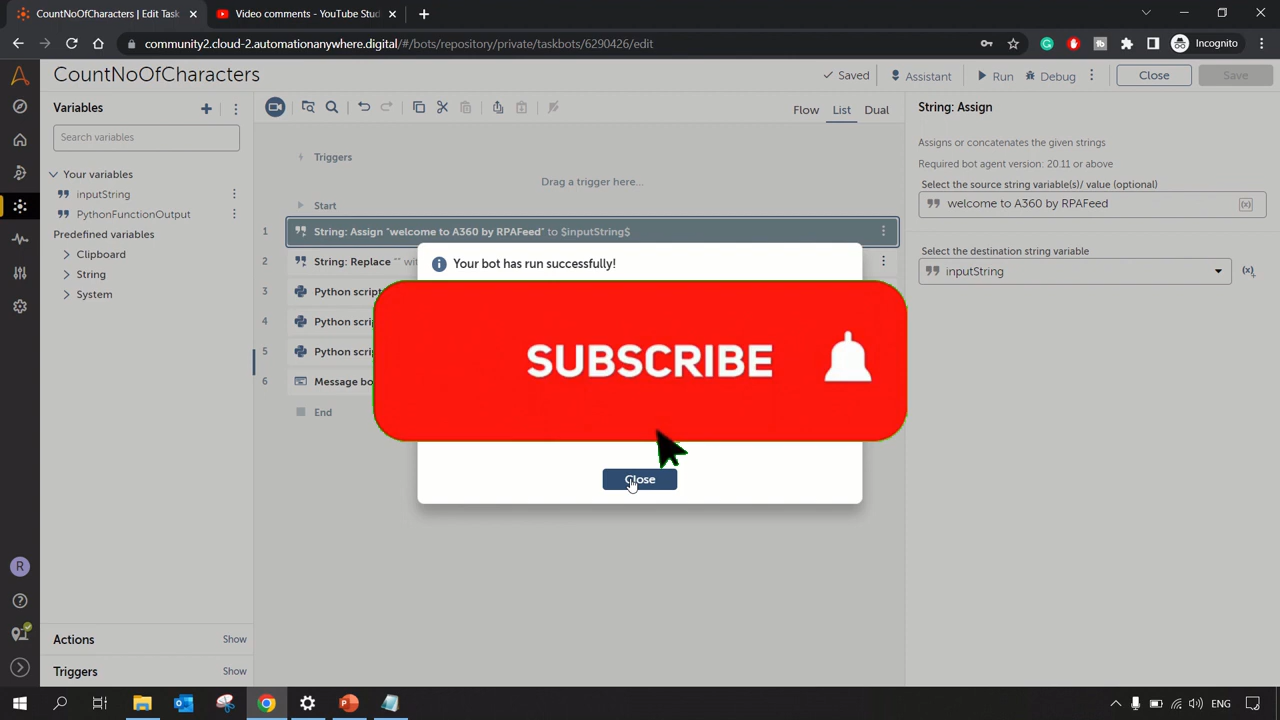 CountNoOfCharacters | Edit Task
Video comments - YouTube Stud
community2.cloud-2.automationanywhere.digital/#/bots/repository/private/taskbots/6290426/edit
Incognito
CountNoOfCharacters
Saved
Assistant
Run
Debug
Close
Save
Variables
Search variables
Your variables
inputString
PythonFunctionOutput
Predefined variables
Clipboard
String
System
Actions
Show
Triggers
Show
R
Flow
List
Dual
Triggers
Drag a trigger here...
Start
1 String: Assign "welcome to A360 by RPAFeed" to $inputString$
2 String: Replace "" wit
3 Python script
4 Python scrip
5 Python scrip
6 Message bo
End
Your bot has run successfully!
SUBSCRIBE
Close
String: Assign
Assigns or concatenates the given strings
Required bot agent version: 20.11 or above
Select the source string variable(s)/ value (optional)
welcome to A360 by RPAFeed
(x)
Select the destination string variable
inputString
(x)
ENG